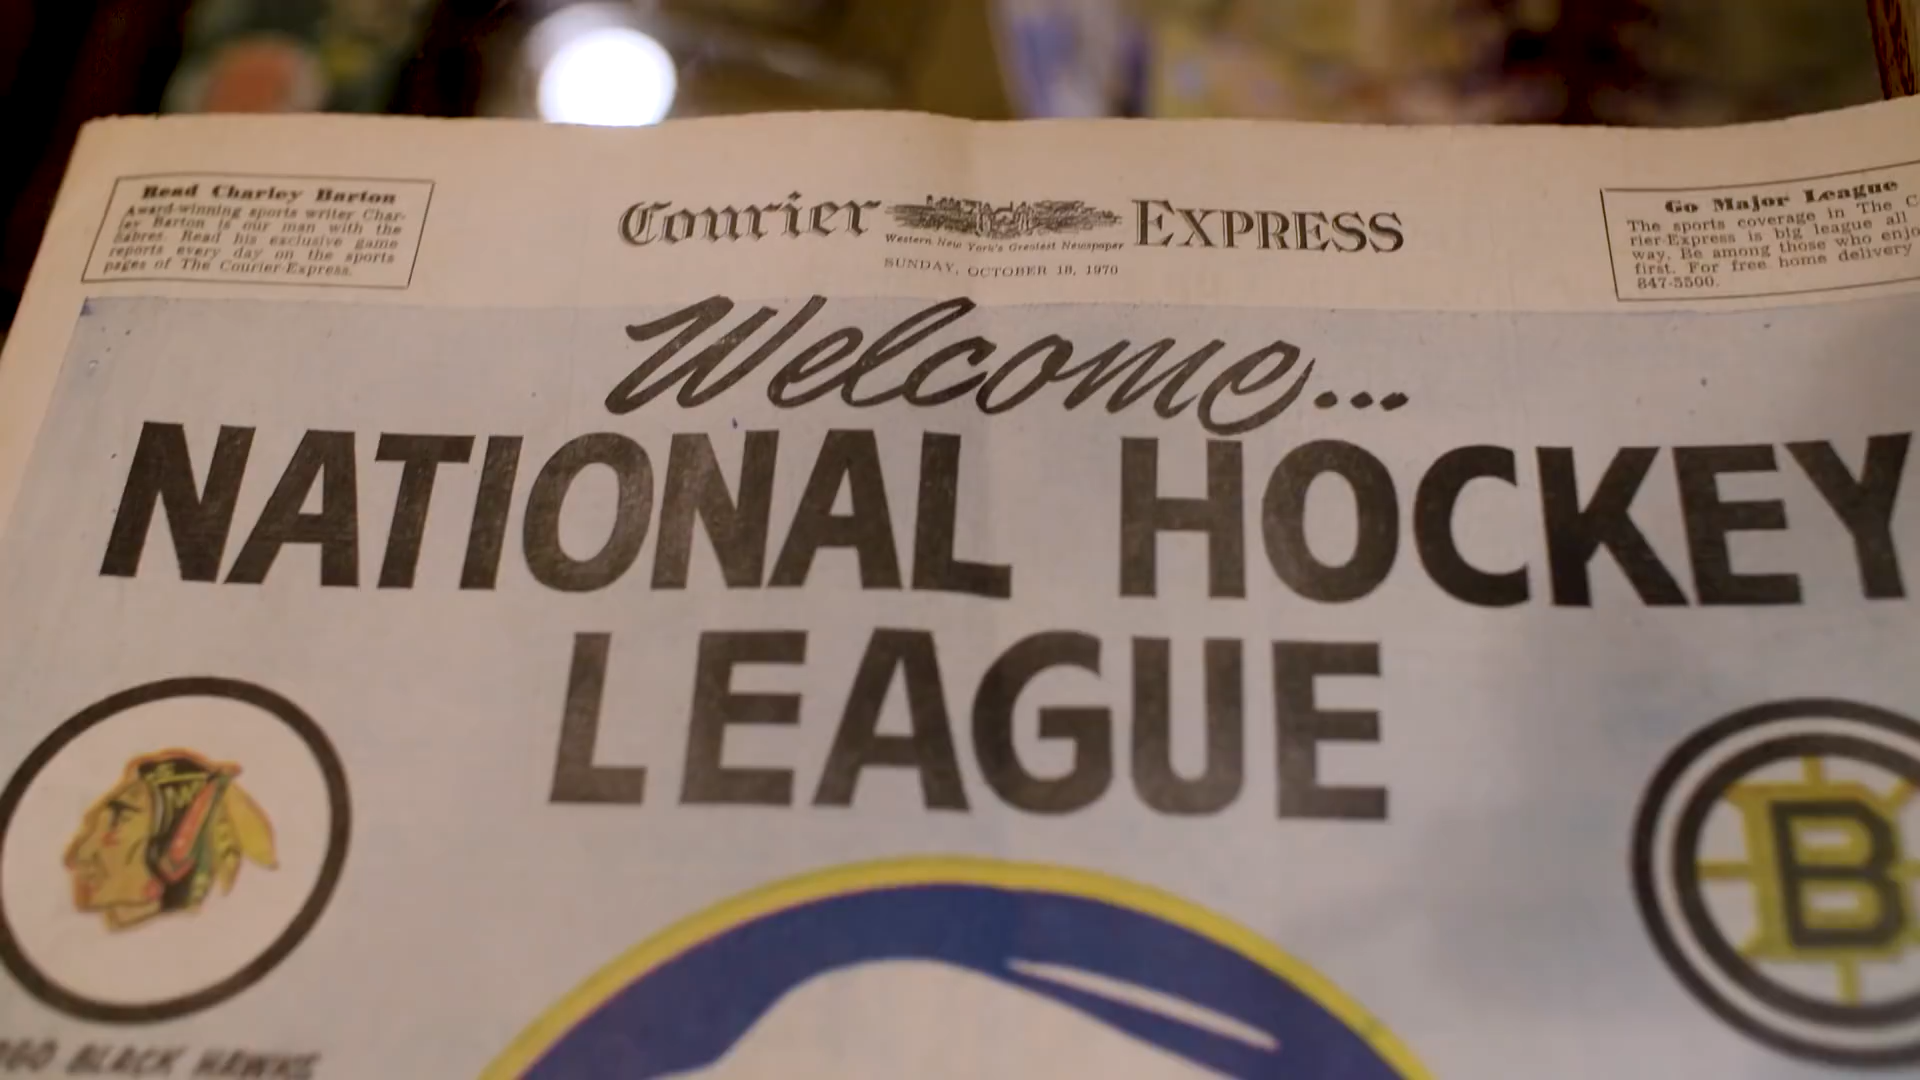 Read Charley Barton
Award-winning sports writer Char-
ley Barton is our man with the
Sabres. Read his exclusive game
reports every day on the sports
pages of The Courier-Express.
Courier EXPRESS
Western New York's Greatest Newspaper
SUNDAY, OCTOBER 18, 1970
Go Major League
The sports coverage in The C
rier-Express is big league all
way. Be among those who enjo
first. For free home delivery
847-5500.
Welcome...
NATIONAL HOCKEY
LEAGUE
B
AGO BLACK HAWKS